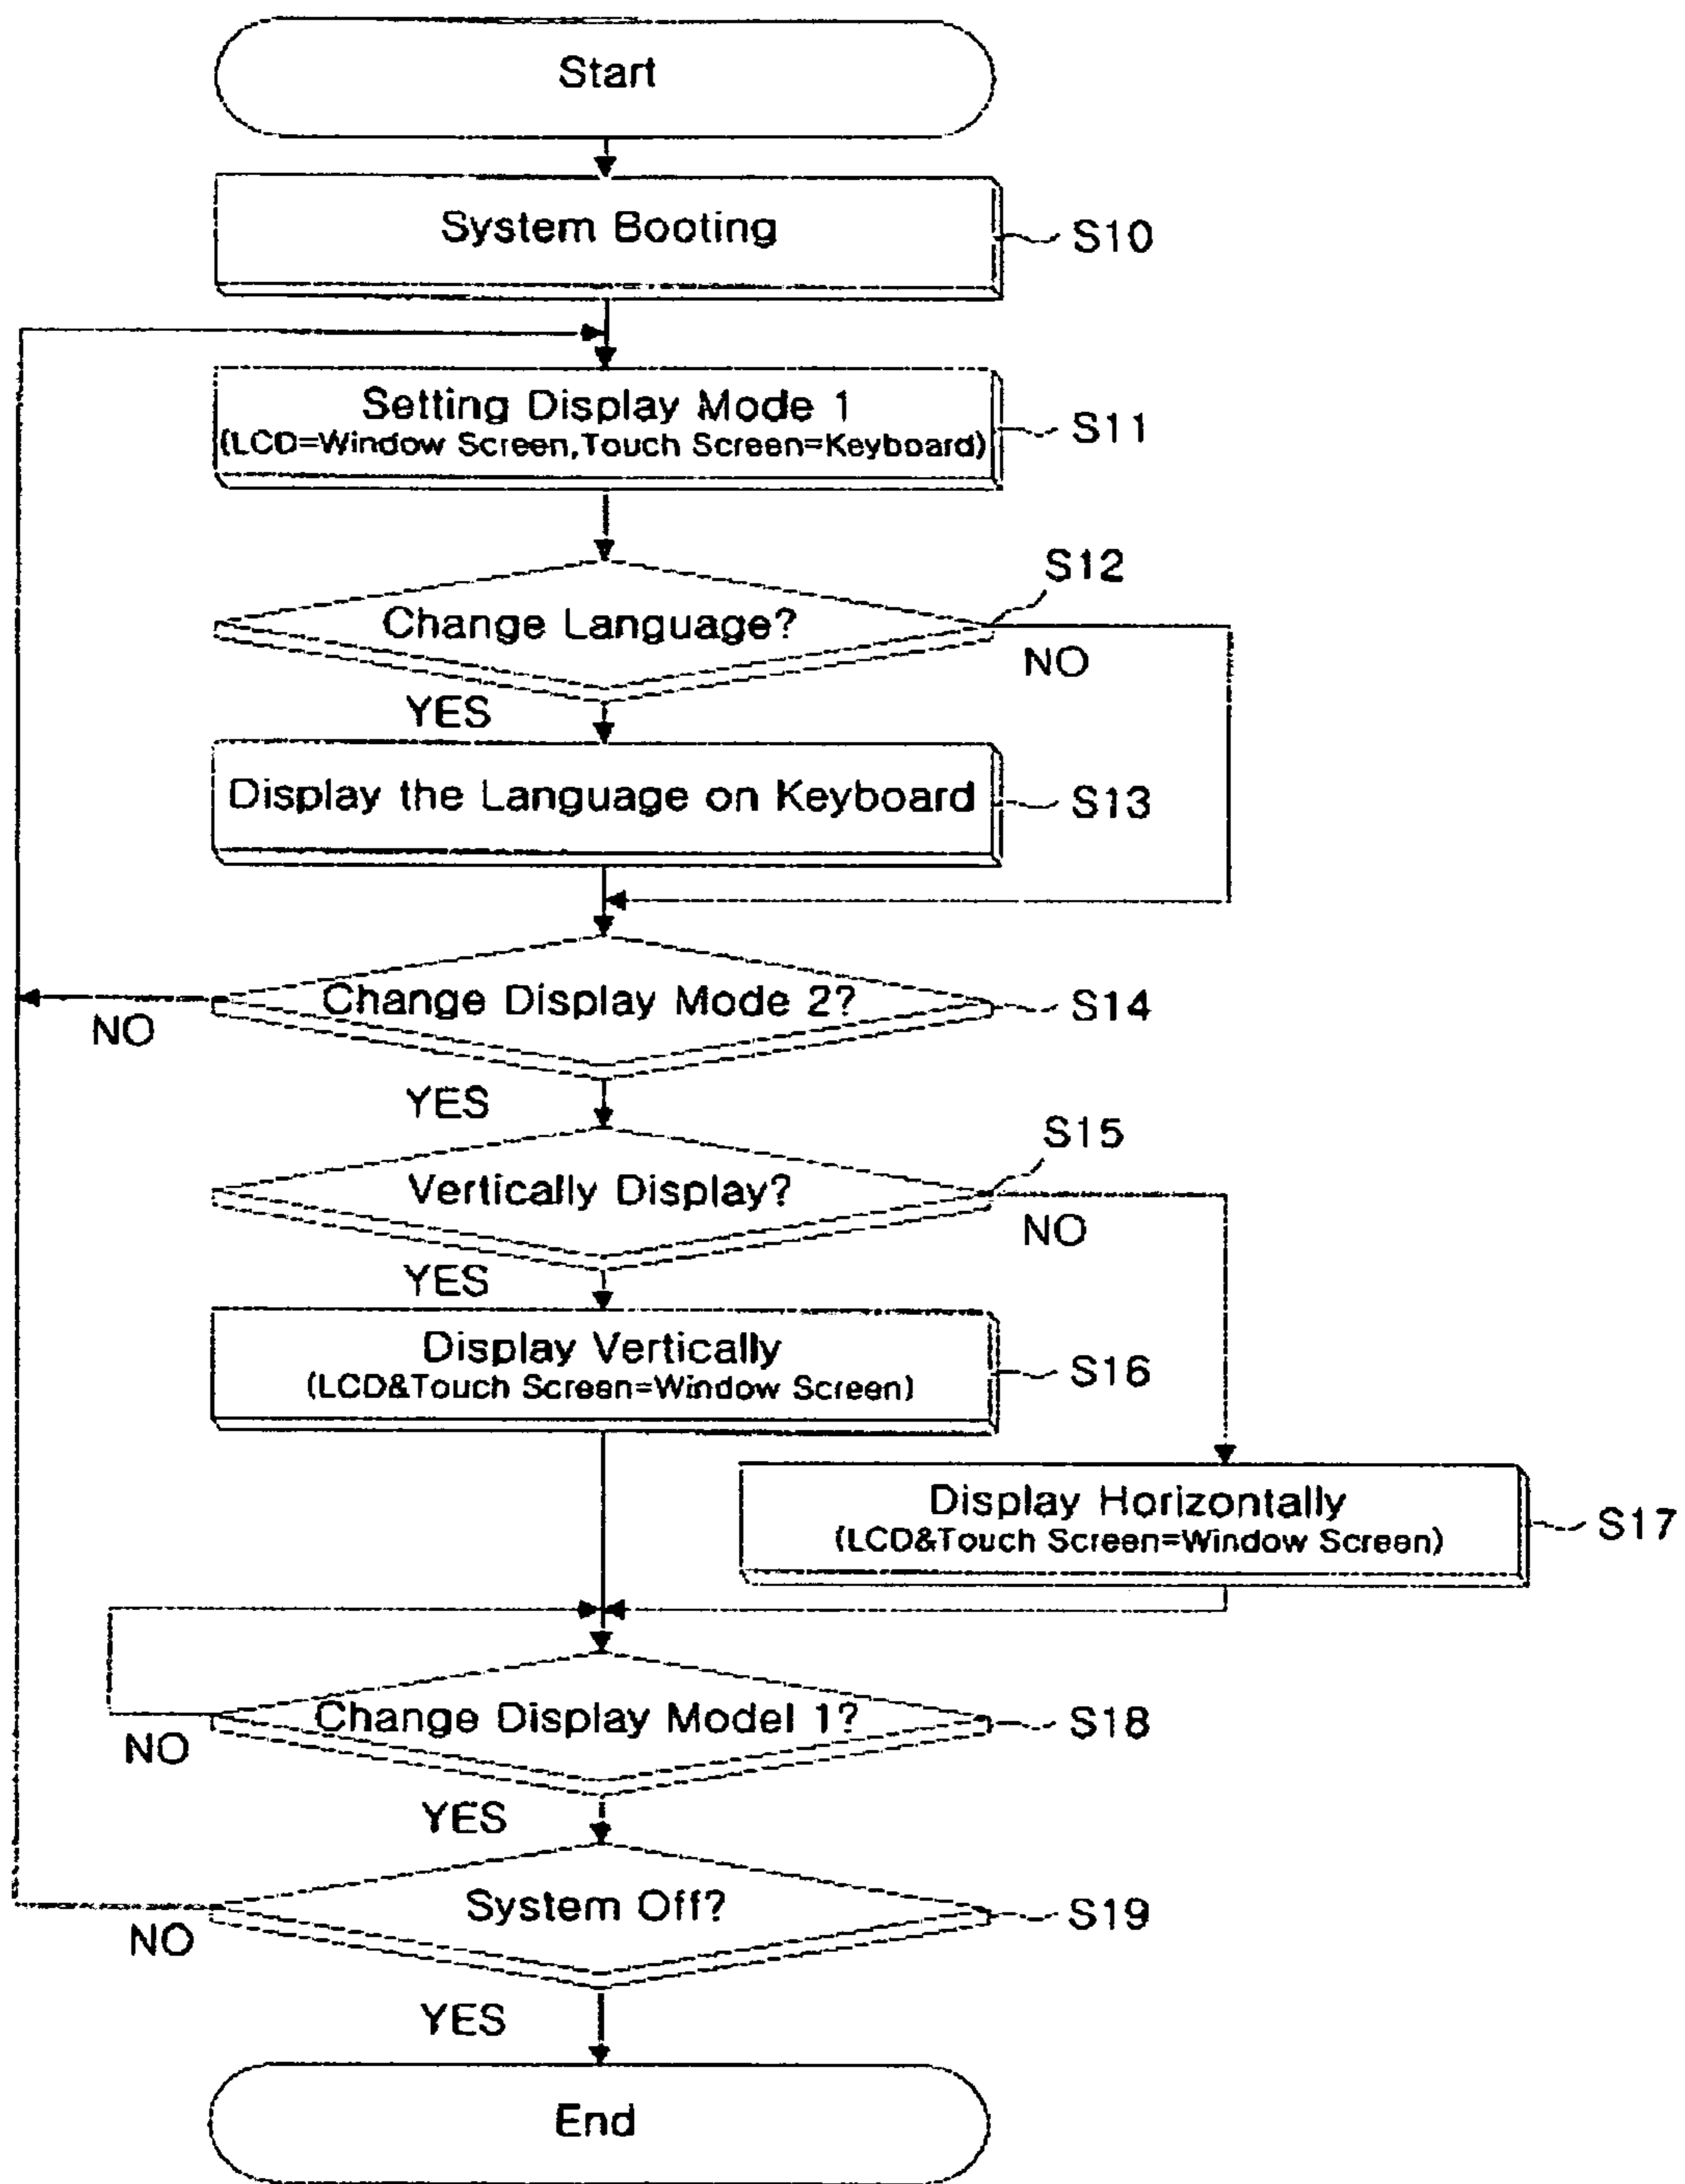 Start
System Booting
S10
Setting Display Mode 1
(LCD=Window Screen,Touch Screen=Keyboard)
S11
S12
Change Language?
NO
YES
Display the Language on Keyboard
S13
Change Display Mode 2?
S14
NO
YES
S15
Vertically Display?
NO
YES
Display Vertically
(LCD&Touch Screen=Window Screen)
S16
Display Horizontally
(LCD&Touch Screen=Window Screen)
S17
Change Display Model 1?
S18
NO
YES
System Off?
S19
NO
YES
End